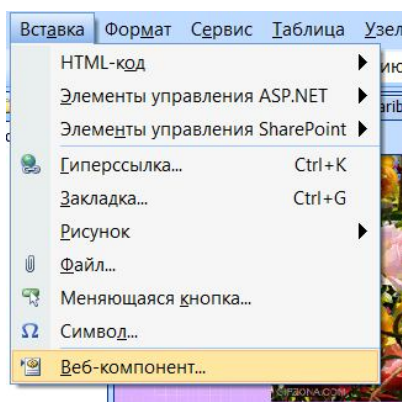 Вставка Формат Сервис Таблица Узел
HTML-код
Элементы управления ASP.NET
Элементы управления SharePoint
Гиперссылка... Ctrl+K
Закладка... Ctrl+G
Рисунок
Файл...
Меняющаяся кнопка...
Символ...
Веб-компонент...